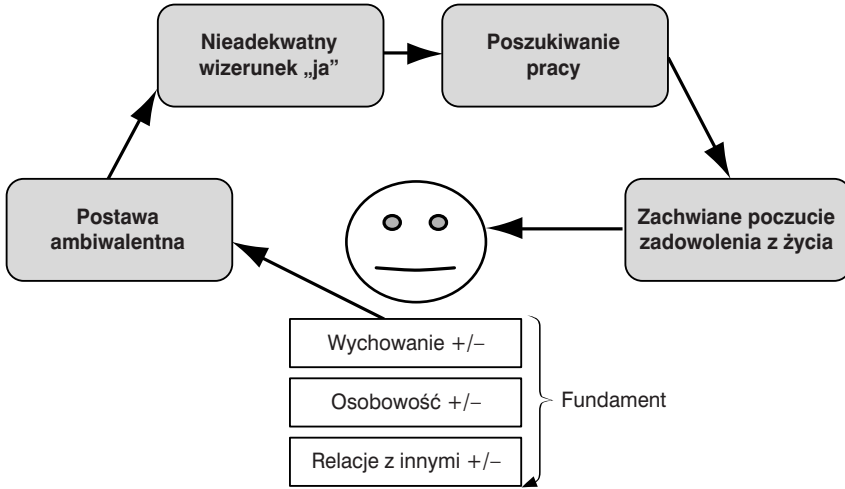 Nieadekwatny
wizerunek „ja”
Poszukiwanie
pracy
Postawa
ambiwalentna
Zachwiane poczucie
zadowolenia z życia
Wychowanie +/–
Osobowość +/–
Fundament
Relacje z innymi +/–